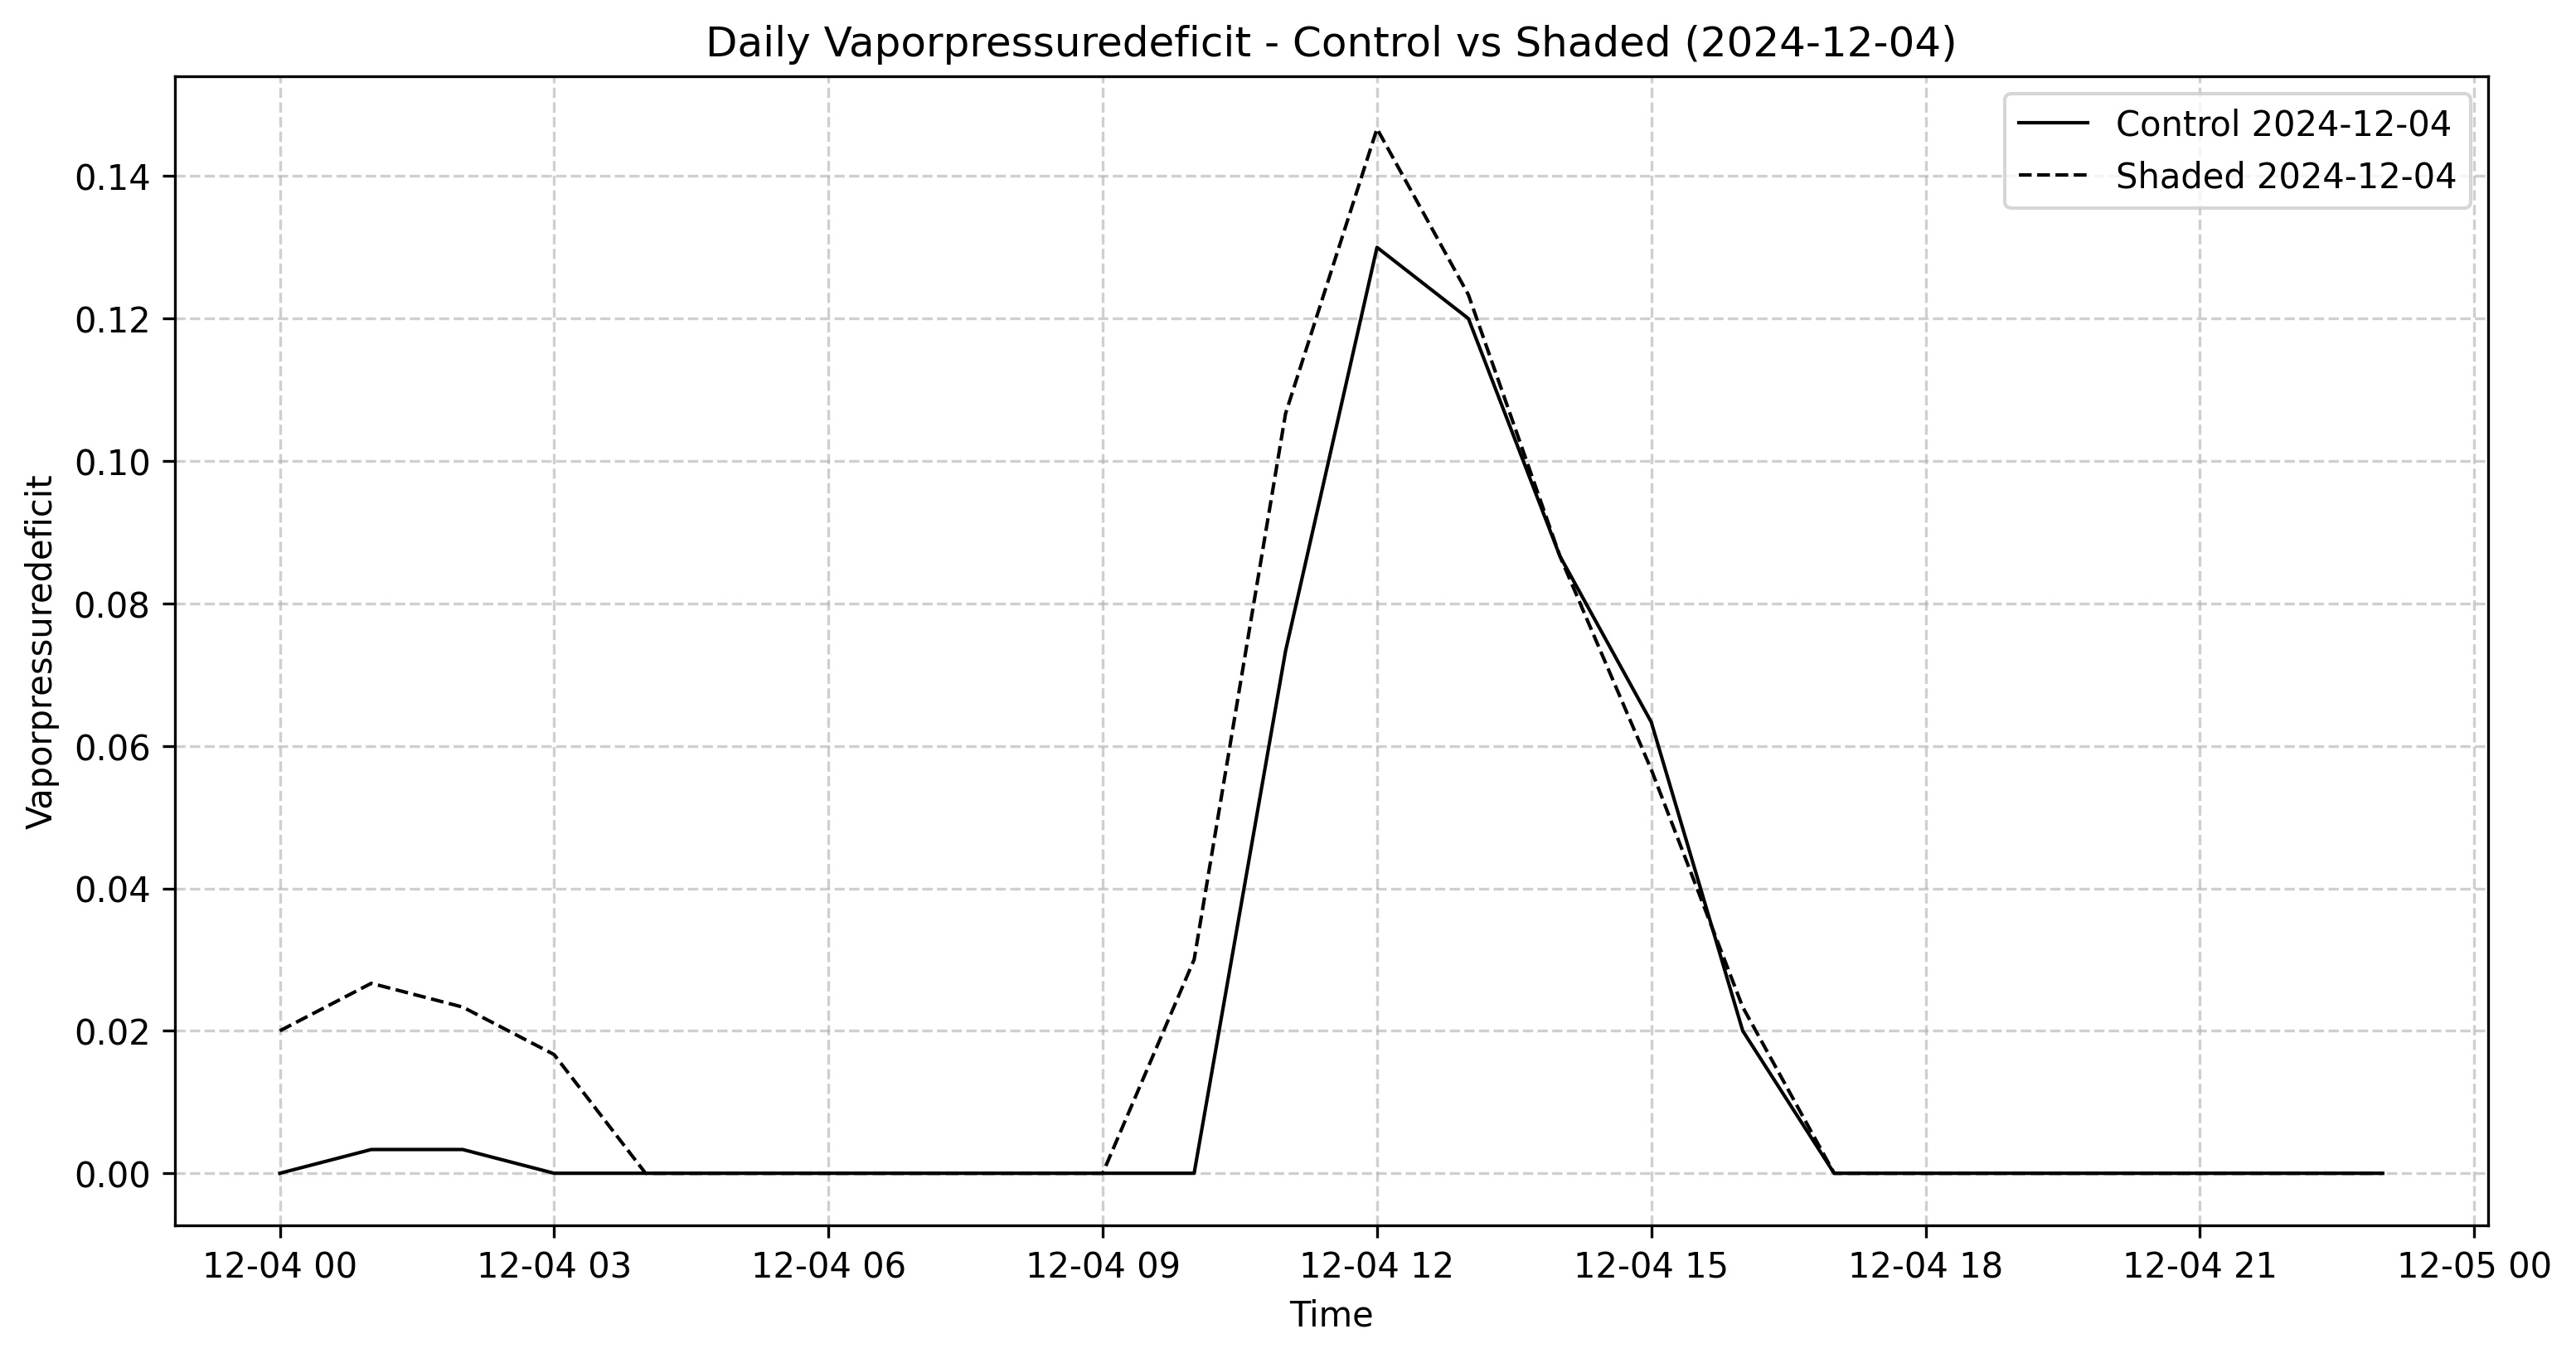 Daily Vaporpressuredeficit - Control vs Shaded (2024-12-04)
Control 2024-12-04
Shaded 2024-12-04
Vaporpressuredeficit
0.14
0.12
0.10
0.08
0.06
0.04
0.02
0.00
12-04 00 12-04 03 12-04 06 12-04 09 12-04 12 12-04 15 12-04 18 12-04 21 12-05 00
Time